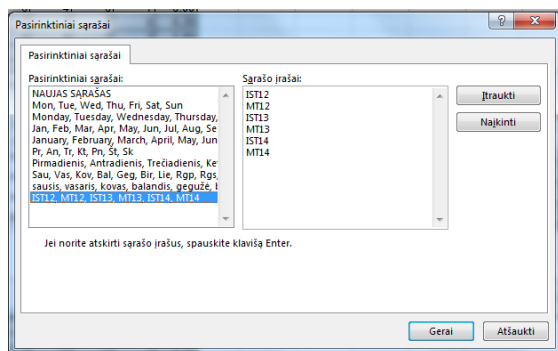 Pasirinktiniai sąrašai
Pasirinktiniai sąrašai
Pasirinktiniai sąrašai:
NAUJAS SĄRAŠAS
Mon, Tue, Wed, Thu, Fri, Sat, Sun
Monday, Tuesday, Wednesday, Thursday,
Jan, Feb, Mar, Apr, May, Jun, Jul, Aug, Se
January, February, March, April, May, Jun
Pr, An, Tr, Kt, Pn, Št, Sk
Pirmadienis, Antradienis, Trečiadienis, Ke
Sau, Vas, Kov, Bal, Geg, Bir, Lie, Rgp, Rgs,
sausis, vasaris, kovas, balandis, gegužė, b
IST12, MT12, IST13, MT13, IST14, MT14
Sąrašo įrašai:
IST12
MT12
IST13
MT13
IST14
MT14
Įtraukti
Naikinti
Jei norite atskirti sąrašo įrašus, spauskite klavišą Enter.
Gerai
Atšaukti